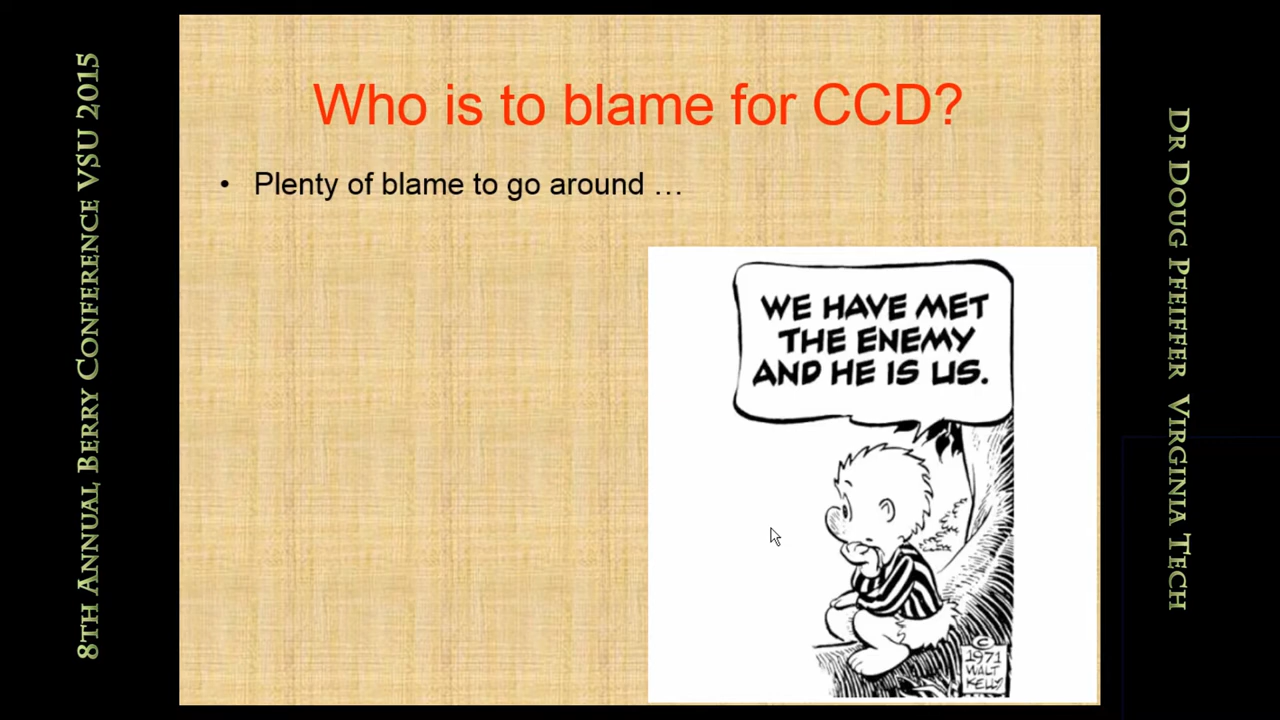 8TH ANNUAL BERRY CONFERENCE VSU 2015
Who is to blame for CCD?
• Plenty of blame to go around …
WE HAVE MET
THE ENEMY
AND HE IS US.
©
1971
WALT
KELLY
DR DOUG PFEIFFER VIRGINIA TECH